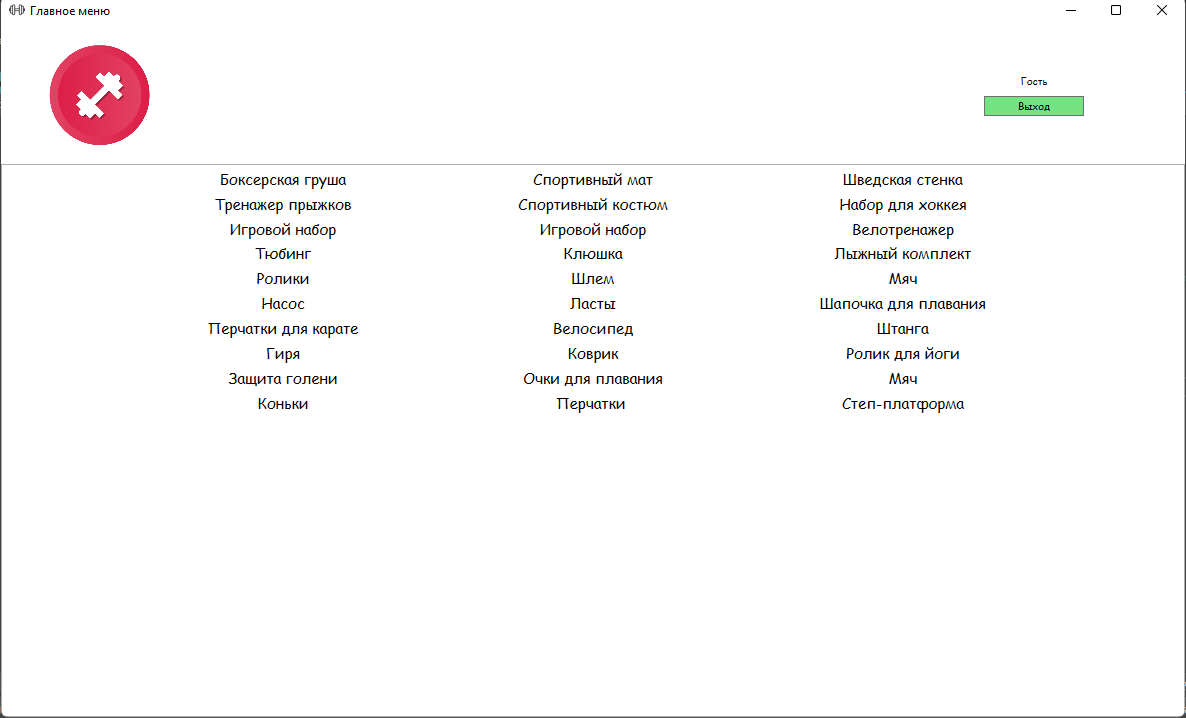 Главное меню
Гость
Выход
Боксерская груша Спортивный мат Шведская стенка
Тренажер прыжков Спортивный костюм Набор для хоккея
Игровой набор Игровой набор Велотренажер
Тюбинг Клюшка Лыжный комплект
Ролики Шлем Мяч
Насос Ласты Шапочка для плавания
Перчатки для карате Велосипед Штанга
Гиря Коврик Ролик для йоги
Защита голени Очки для плавания Мяч
Коньки Перчатки Степ-платформа